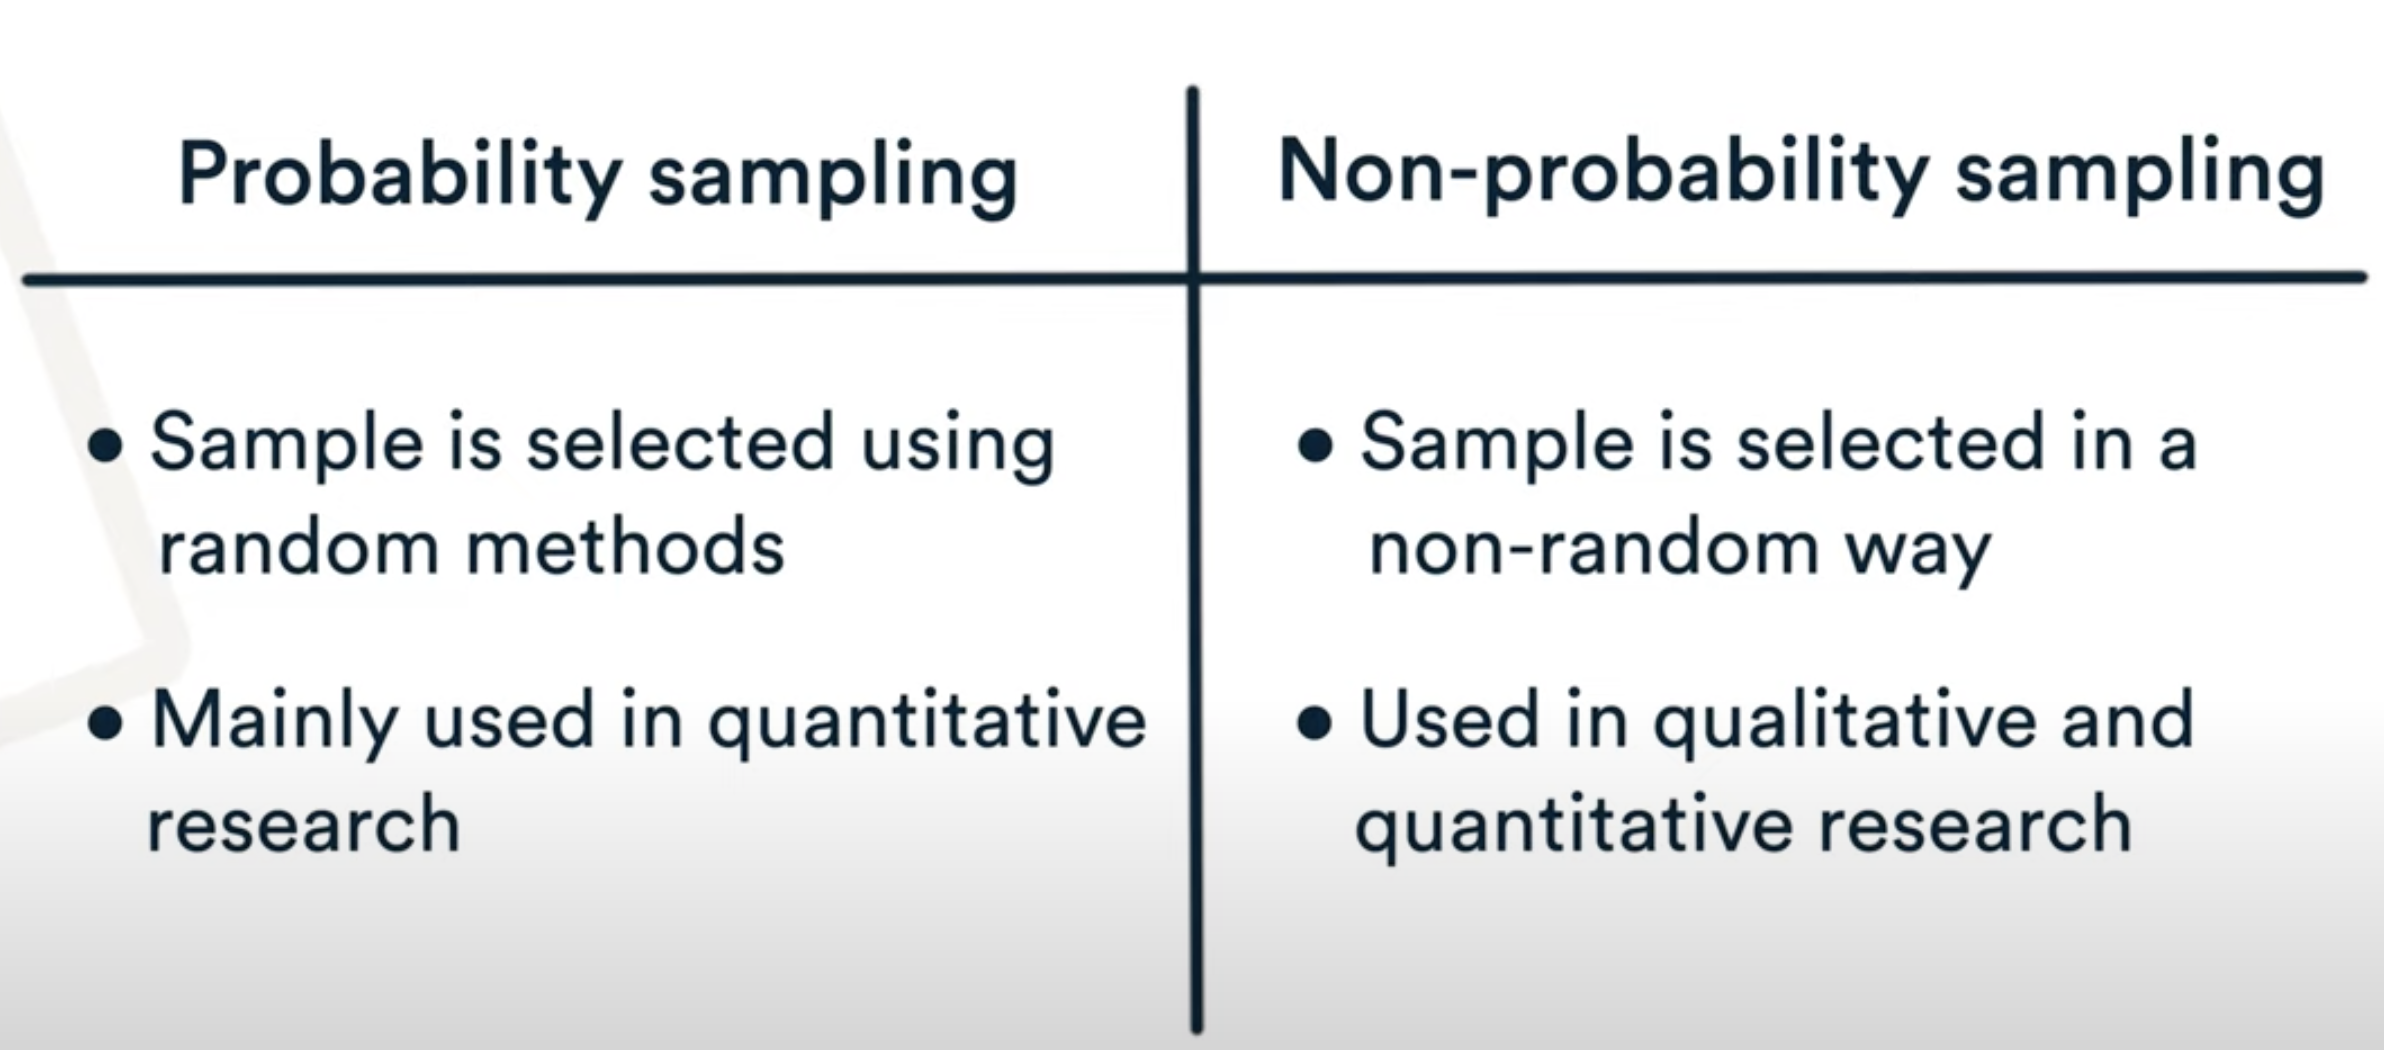 Probability sampling
Non-probability sampling
● Sample is selected using
random methods
● Mainly used in quantitative
research
● Sample is selected in a
non-random way
● Used in qualitative and
quantitative research